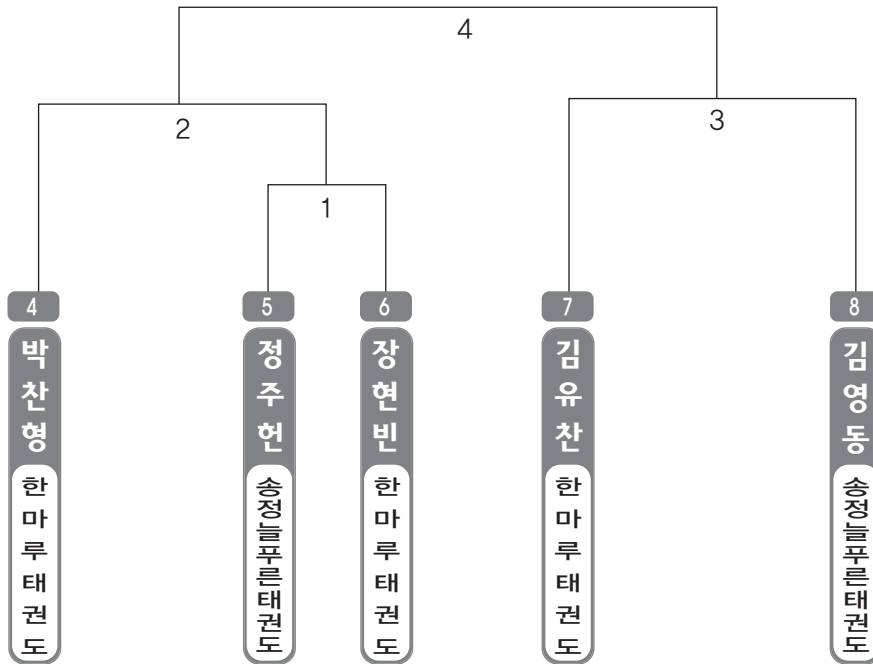 4
2
3
1
4
5
6
7
8
박찬형
정주헌
장현빈
김유찬
김영동
한마루태권도
송정늘푸른태권도
한마루태권도
한마루태권도
송정늘푸른태권도